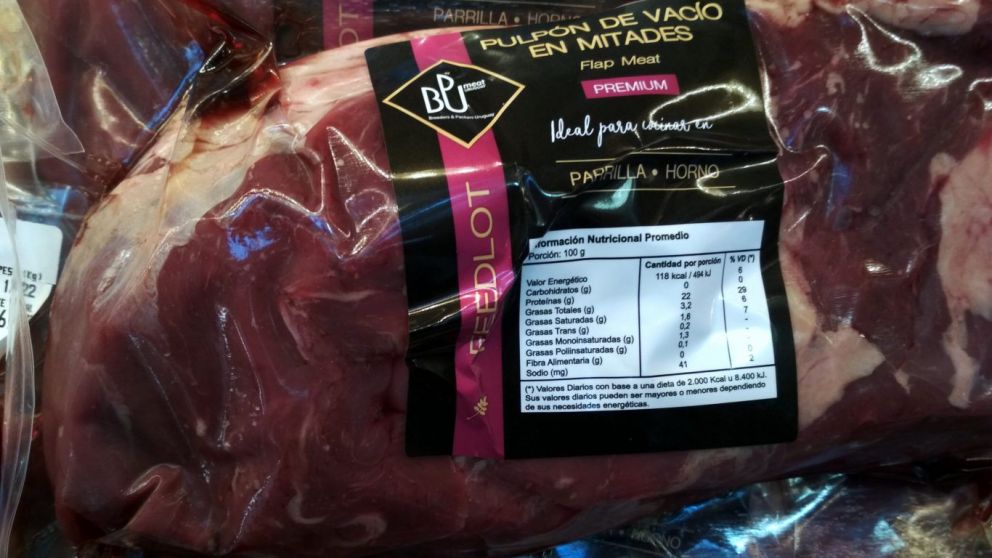 PARRILLA • HORNO
PULPÓN DE VACÍO
EN MITADES
Flap Meat
PREMIUM
Ideal para cocinar en
PARRILLA • HORNO
BPU meat
Breeders & Packers Uruguay
FEEDLOT
Información Nutricional Promedio
Porción: 100 g
Cantidad por porción % VD (*)
Valor Energético 118 kcal / 494 kJ 6
Carbohidratos (g) 0 0
Proteínas (g) 22 29
Grasas Totales (g) 3,2 6
Grasas Saturadas (g) 1,6 7
Grasas Trans (g) 0,2 -
Grasas Monoinsaturadas (g) 1,3 -
Grasas Poliinsaturadas (g) 0,1 -
Fibra Alimentaria (g) 0 0
Sodio (mg) 41 2
(*) Valores Diarios con base a una dieta de 2.000 Kcal u 8.400 kJ.
Sus valores diarios pueden ser mayores o menores dependiendo
de sus necesidades energéticas.